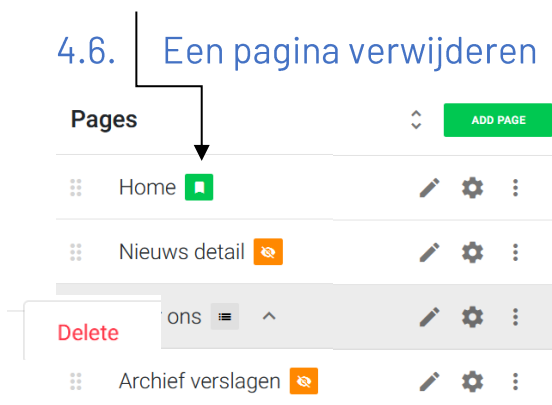 4.6. Een pagina verwijderen
Pages
ADD PAGE
Home
Nieuws detail
ons
Delete
Archief verslagen